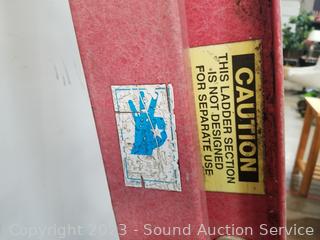 CAUTION
THIS LADDER SECTION
IS NOT DESIGNED
FOR SEPARATE USE
Copyright 2023 - Sound Auction Service